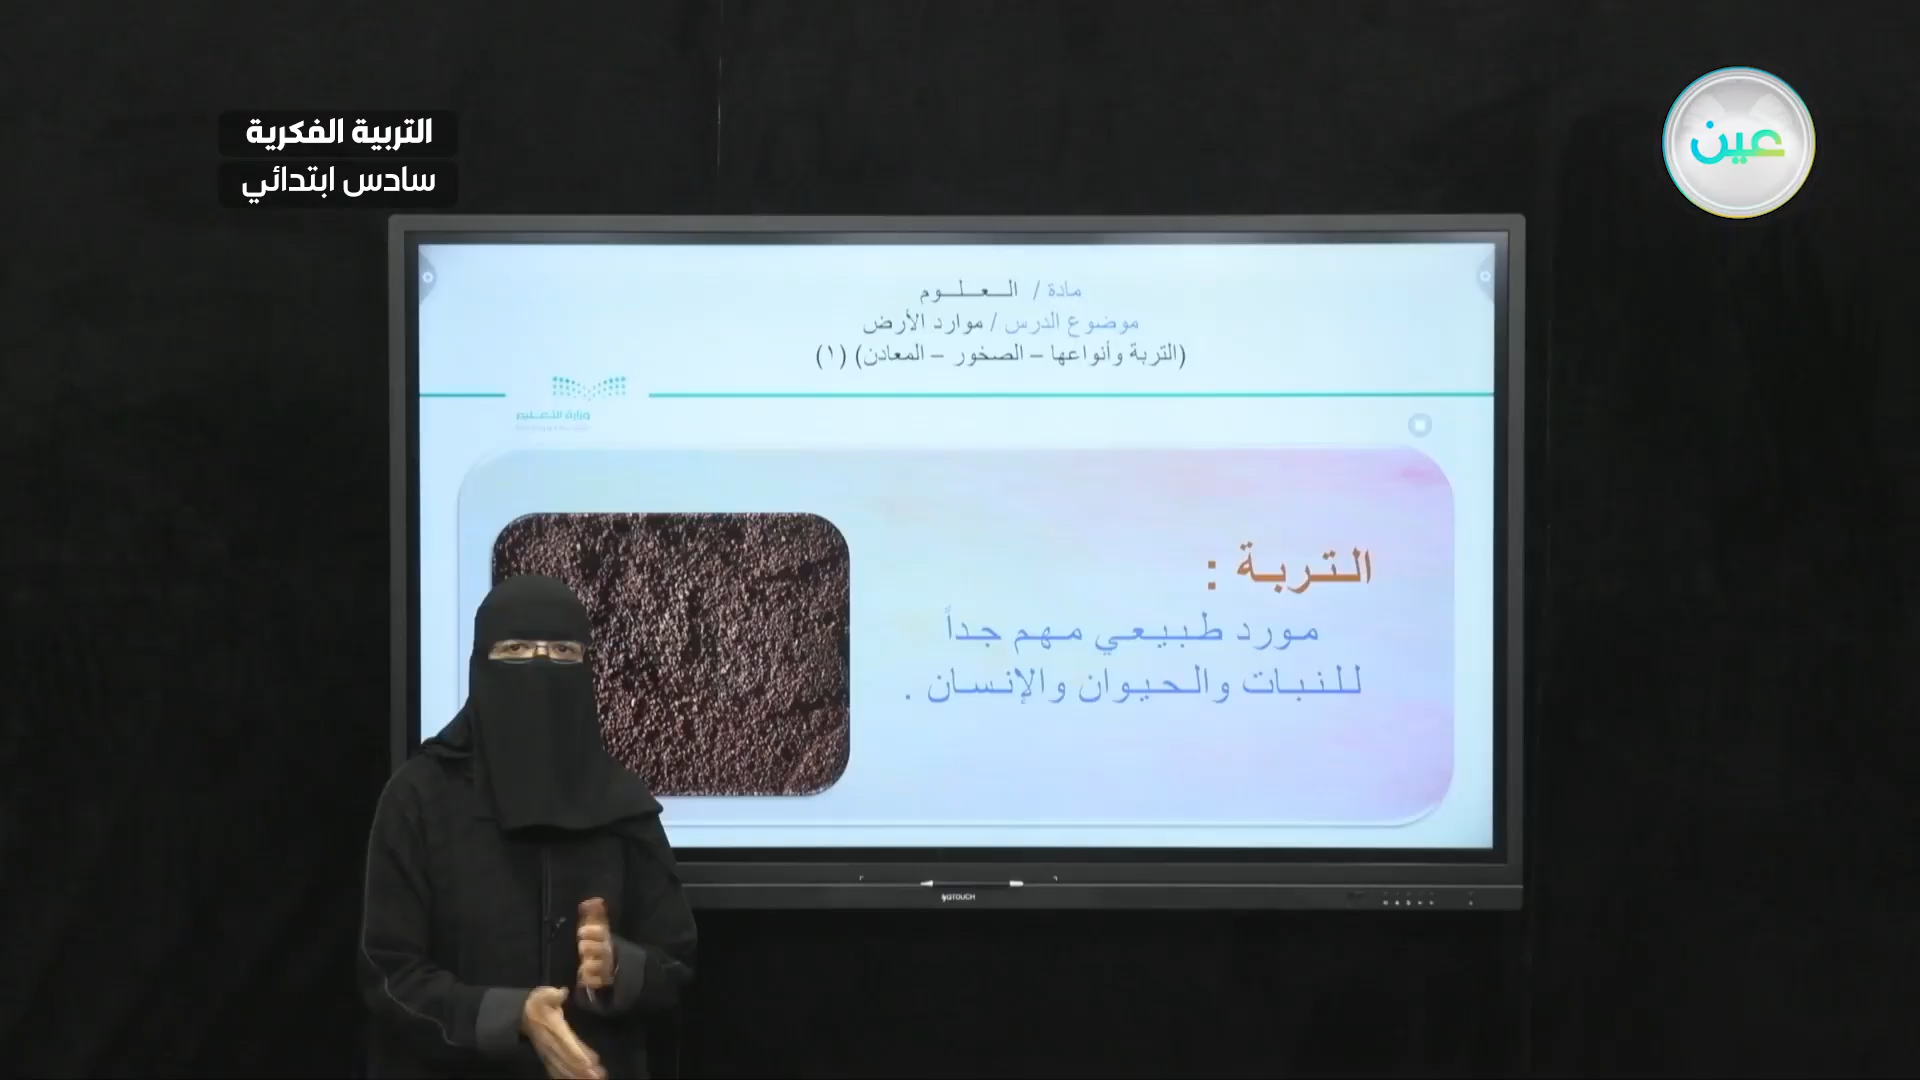 التربية الفكرية
سادس ابتدائي
عين
مادة / الـعـلـوم
موضوع الدرس / موارد الأرض
(التربة وأنواعها – الصخور – المعادن) (١)
وزارة التعليم
التربة :
مورد طبيعي مهم جداً
للنبات والحيوان والإنسان .